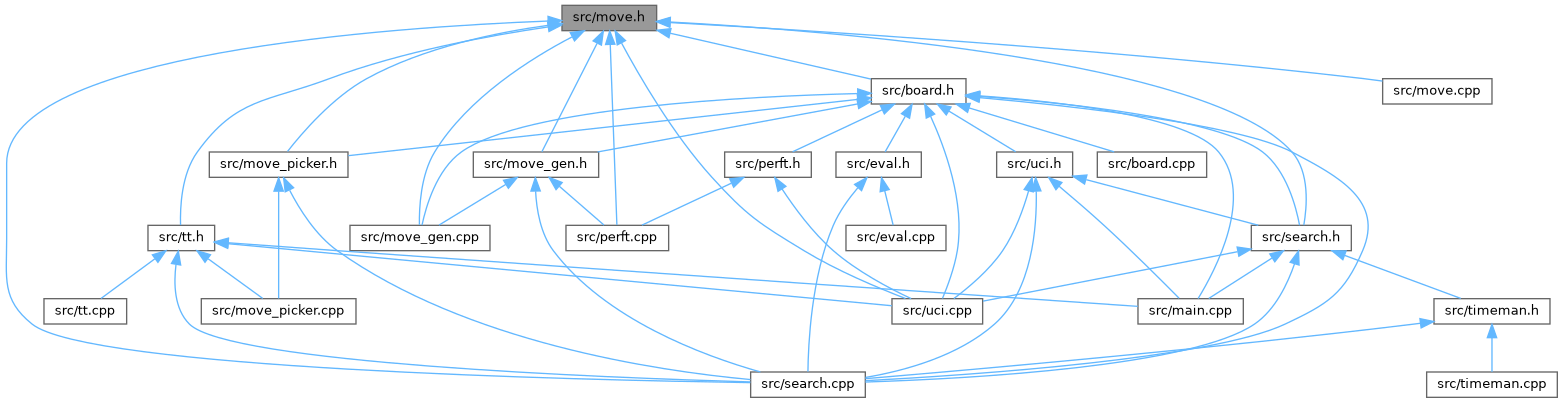 src/move.h
src/board.h
src/move.cpp
src/move_picker.h
src/move_gen.h
src/perft.h
src/eval.h
src/uci.h
src/board.cpp
src/tt.h
src/move_gen.cpp
src/perft.cpp
src/eval.cpp
src/search.h
src/tt.cpp
src/move_picker.cpp
src/uci.cpp
src/main.cpp
src/timeman.h
src/search.cpp
src/timeman.cpp